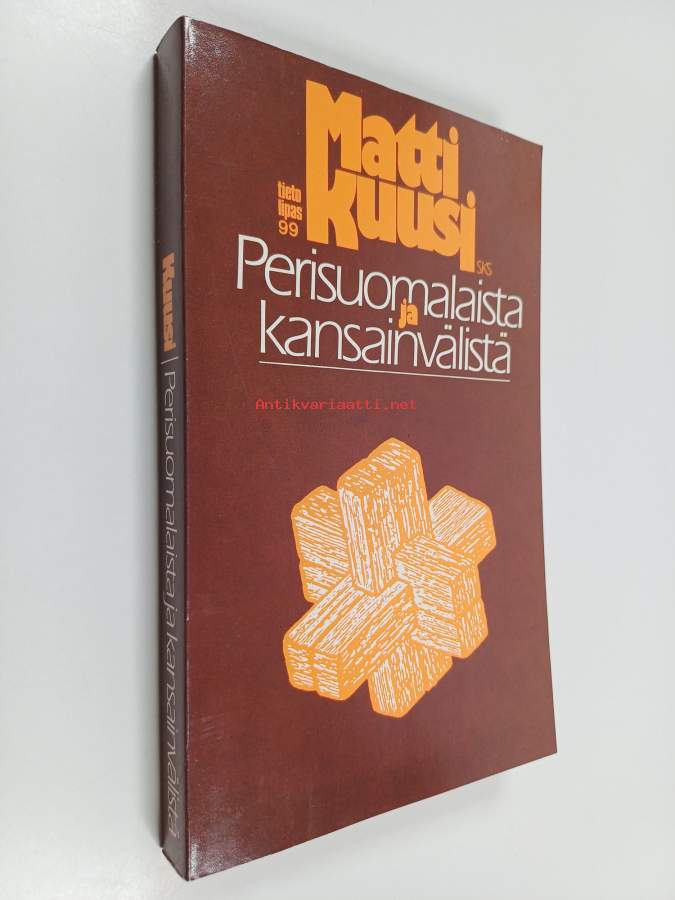 Matti
Kuusi
tieto
lipas
99
SKS
Perisuomalaista
ja
kansainvälistä
Antikvariaatti.net
Kuusi | Perisuomalaista ja kansainvälistä